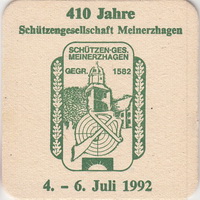 410 Jahre
Schützengesellschaft Meinerzhagen
SCHÜTZEN-GES.
MEINERZHAGEN
GEGR. 1582
4. – 6. Juli 1992